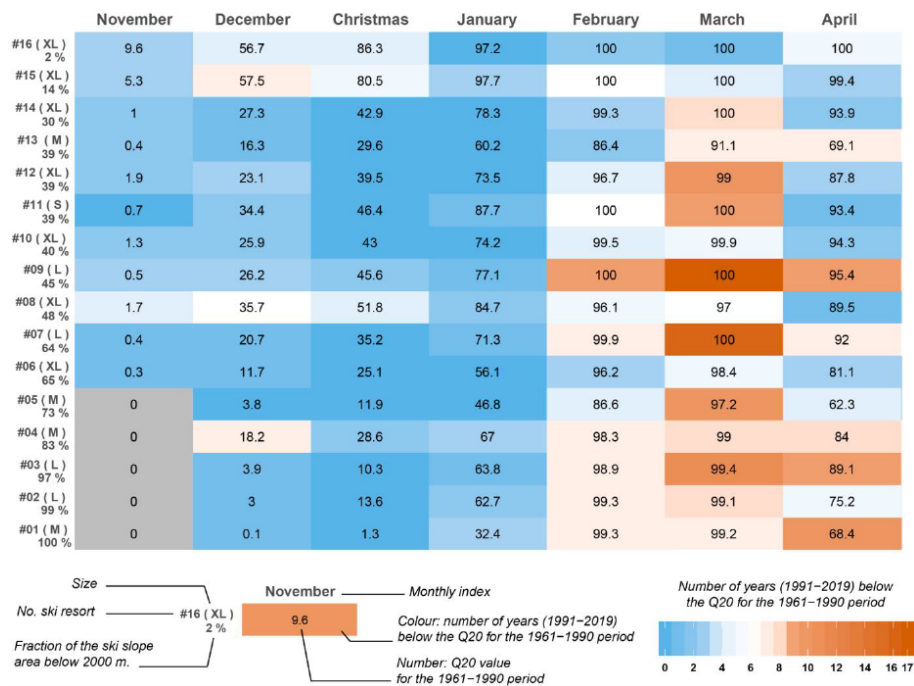 November December Christmas January February March April
#16 ( XL ) 9.6 56.7 86.3 97.2 100 100 100
2 %
#15 ( XL ) 5.3 57.5 80.5 97.7 100 100 99.4
14 %
#14 ( XL ) 1 27.3 42.9 78.3 99.3 100 93.9
30 %
#13 ( M ) 0.4 16.3 29.6 60.2 86.4 91.1 69.1
39 %
#12 ( XL ) 1.9 23.1 39.5 73.5 96.7 99 87.8
39 %
#11 ( S ) 0.7 34.4 46.4 87.7 100 100 93.4
39 %
#10 ( XL ) 1.3 25.9 43 74.2 99.5 99.9 94.3
40 %
#09 ( L ) 0.5 26.2 45.6 77.1 100 100 95.4
45 %
#08 ( XL ) 1.7 35.7 51.8 84.7 96.1 97 89.5
48 %
#07 ( L ) 0.4 20.7 35.2 71.3 99.9 100 92
64 %
#06 ( XL ) 0.3 11.7 25.1 56.1 96.2 98.4 81.1
65 %
#05 ( M ) 0 3.8 11.9 46.8 86.6 97.2 62.3
73 %
#04 ( M ) 0 18.2 28.6 67 98.3 99 84
83 %
#03 ( L ) 0 3.9 10.3 63.8 98.9 99.4 89.1
97 %
#02 ( L ) 0 3 13.6 62.7 99.3 99.1 75.2
99 %
#01 ( M ) 0 0.1 1.3 32.4 99.3 99.2 68.4
100 %
Size
No. ski resort
Fraction of the ski slope
area below 2000 m.
#16 ( XL )
2 %
November
9.6
Monthly index
Colour: number of years (1991−2019)
below the Q20 for the 1961−1990 period
Number: Q20 value
for the 1961−1990 period
Number of years (1991−2019) below
the Q20 for the 1961−1990 period
0 2 4 6 8 10 12 14 16 17